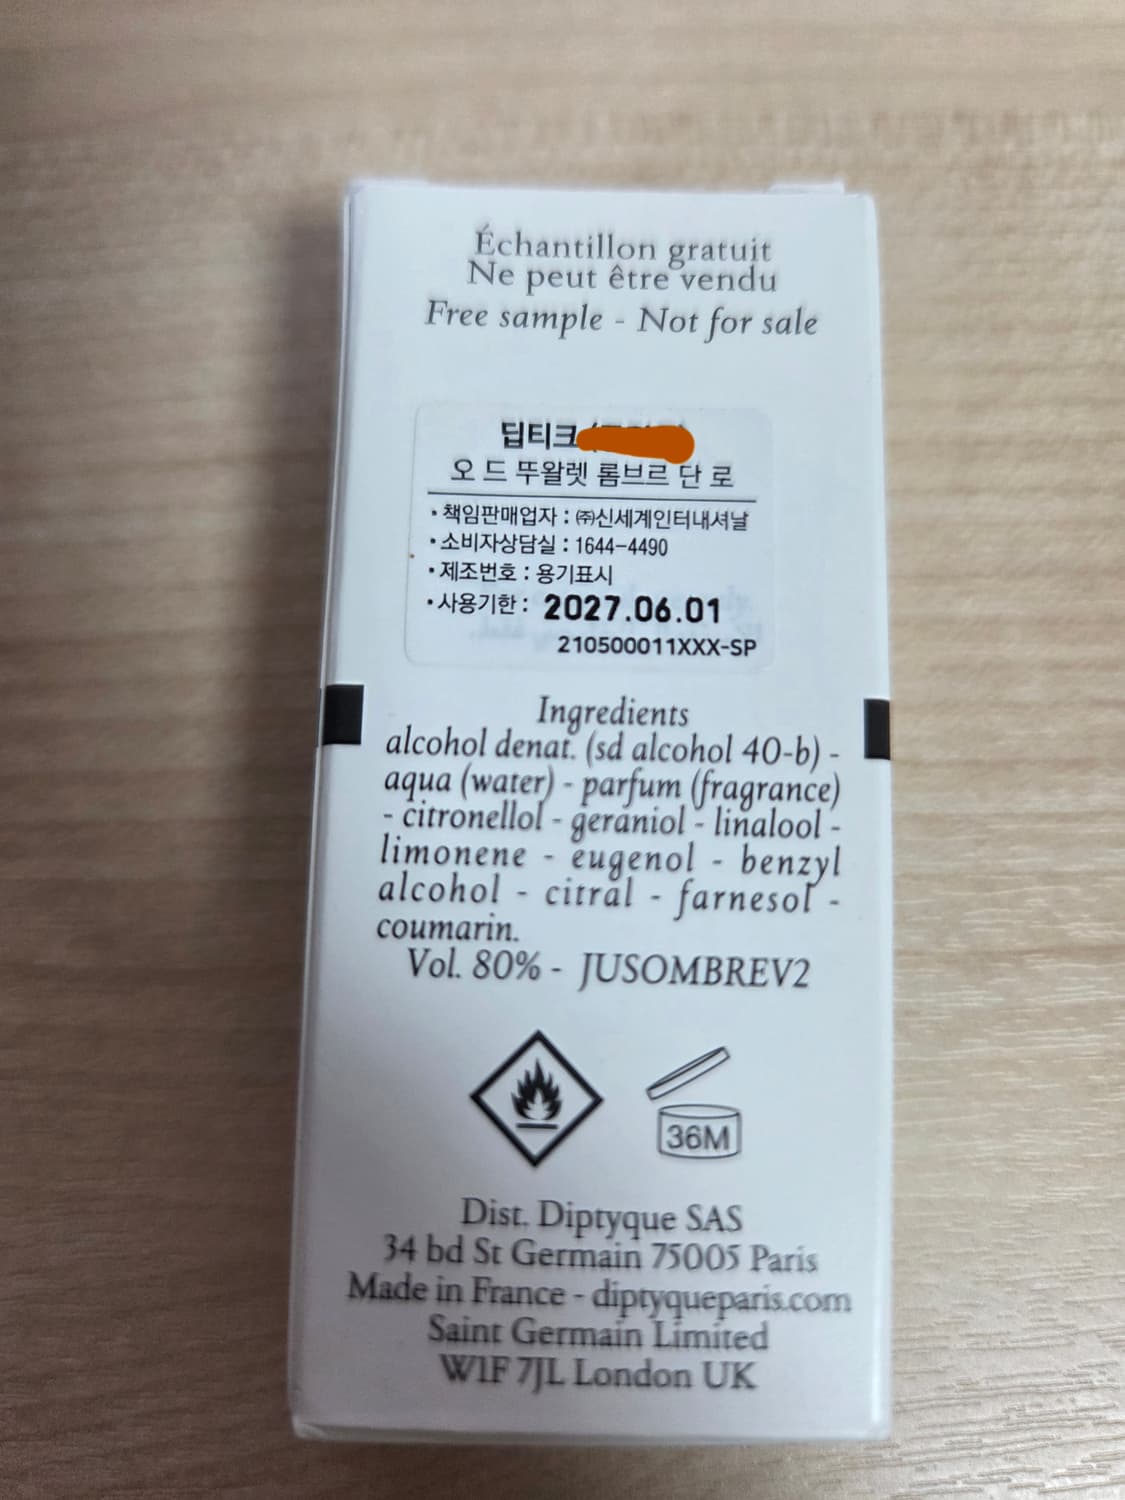 Échantillon gratuit
Ne peut être vendu
Free sample - Not for sale
딥티크
오 드 뚜왈렛 롬브르 단 로
• 책임판매업자 : ㈜신세계인터내셔날
• 소비자상담실 : 1644-4490
• 제조번호 : 용기표시
• 사용기한 : 2027.06.01
210500011XXX-SP
Ingredients
alcohol denat. (sd alcohol 40-b) -
aqua (water) - parfum (fragrance)
- citronellol - geraniol - linalool -
limonene - eugenol - benzyl
alcohol - citral - farnesol -
coumarin.
Vol. 80% - JUSOMBREV2
36M
Dist. Diptyque SAS
34 bd St Germain 75005 Paris
Made in France - diptyqueparis.com
Saint Germain Limited
W1F 7JL London UK